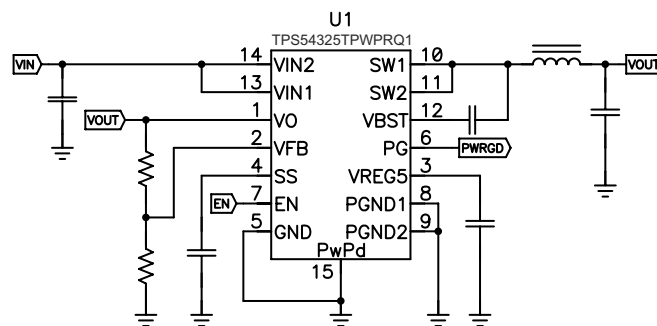 U1
TPS54325TPWPRQ1
VIN 14 VIN2 SW1 10 VOUT
13 VIN1 SW2 11
VOUT 1 VO VBST 12
2 VFB PG 6 PWRGD
4 SS VREG5 3
EN 7 EN PGND1 8
5 GND PGND2 9
PwPd
15